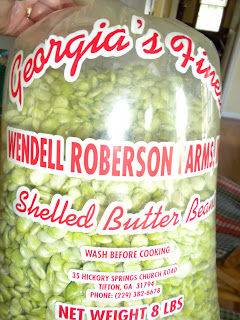 Georgia's Finest
WENDELL ROBERSON FARMS
Shelled Butter Beans
WASH BEFORE COOKING
35 HICKORY SPRINGS CHURCH ROAD
TIFTON, GA 31794
PHONE: (229) 382-6678
NET WEIGHT 8 LBS